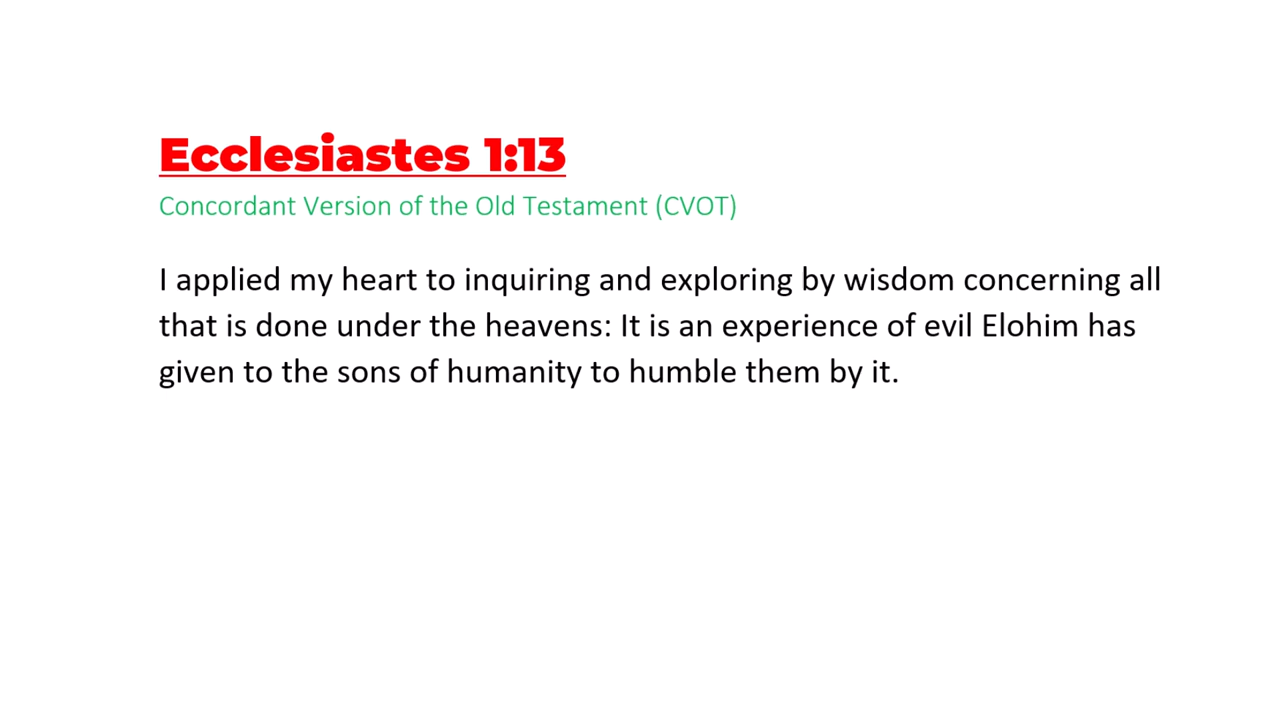 Ecclesiastes 1:13
Concordant Version of the Old Testament (CVOT)
I applied my heart to inquiring and exploring by wisdom concerning all
that is done under the heavens: It is an experience of evil Elohim has
given to the sons of humanity to humble them by it.